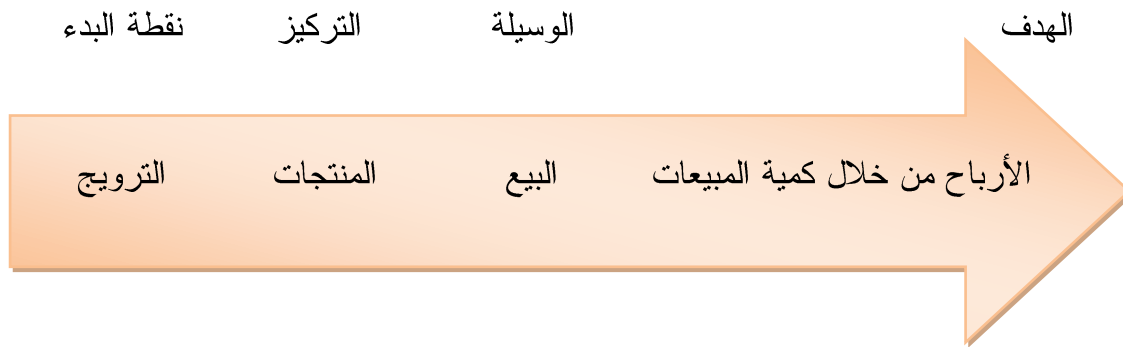 نقطة البدء التركيز الوسيلة الهدف
الترويج المنتجات البيع الأرباح من خلال كمية المبيعات